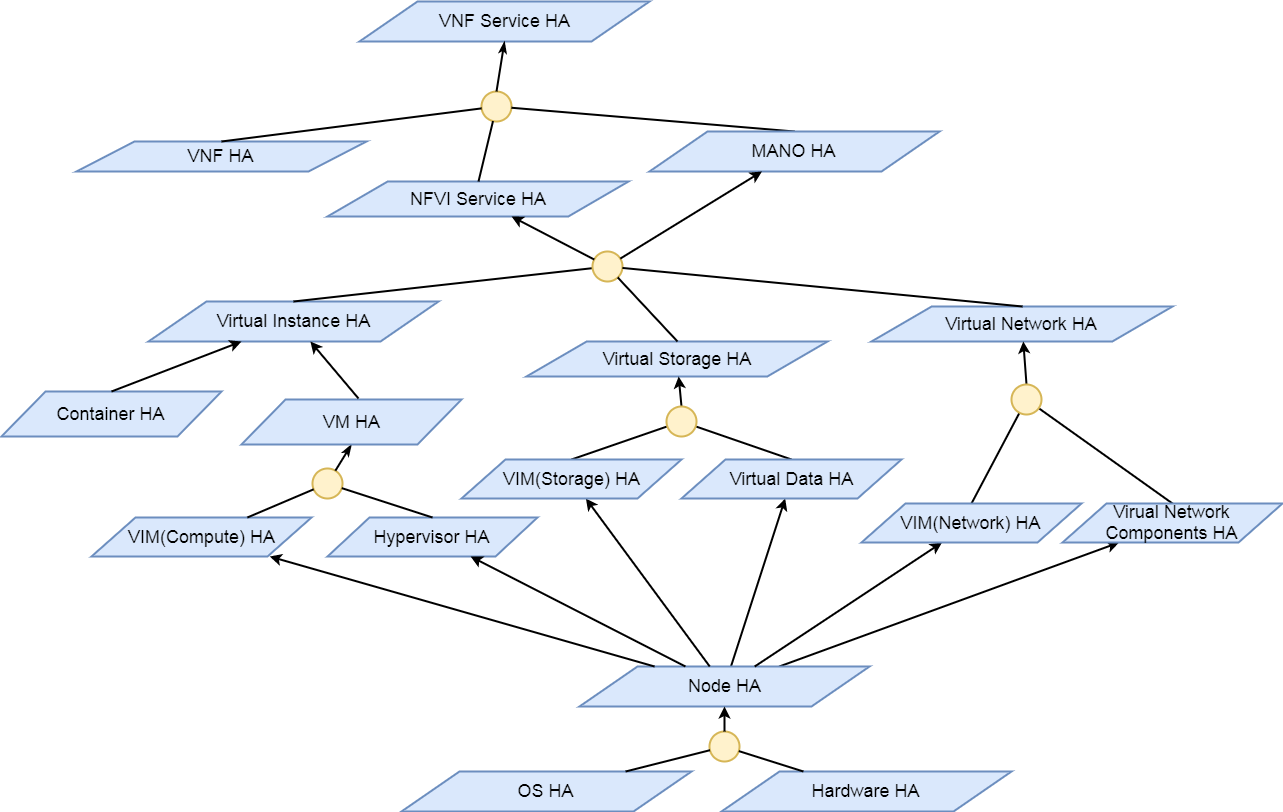 VNF Service HA
VNF HA
MANO HA
NFVI Service HA
Virtual Instance HA
Virtual Network HA
Virtual Storage HA
Container HA
VM HA
VIM(Storage) HA
Virtual Data HA
VIM(Compute) HA
Hypervisor HA
VIM(Network) HA
Virual Network
Components HA
Node HA
OS HA
Hardware HA